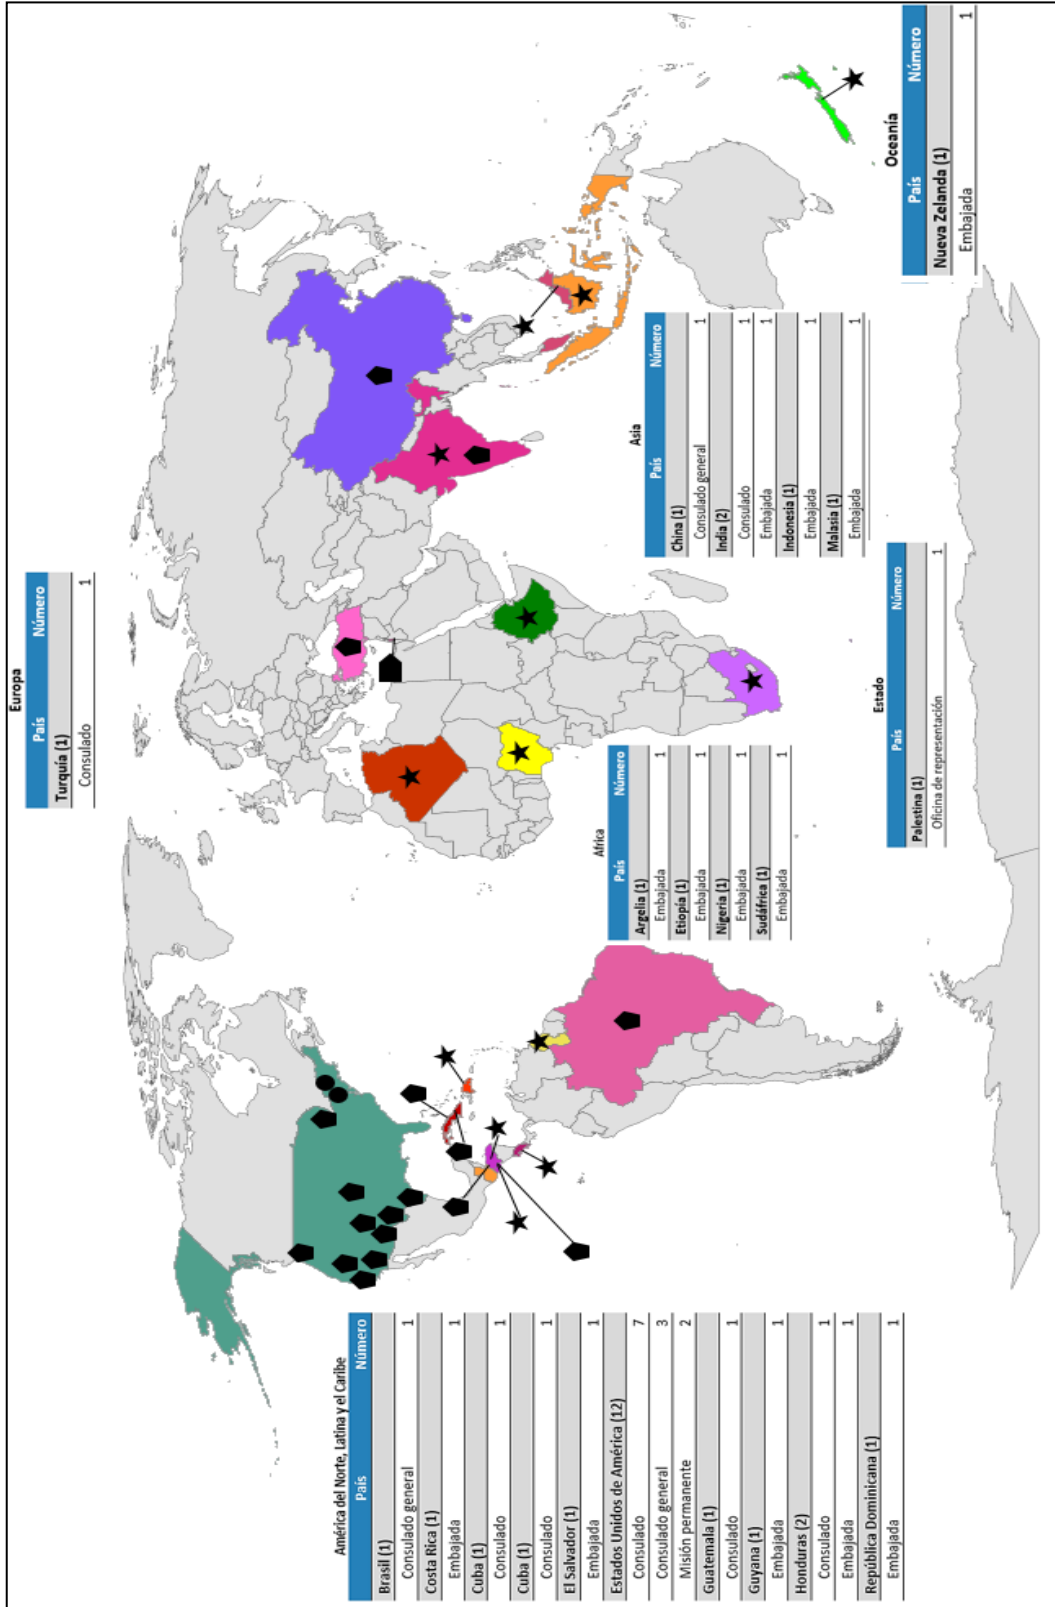 Europa
País Número
Turquía (1)
Consulado 1
América del Norte, Latina y el Caribe
País Número
Brasil (1)
Consulado general 1
Costa Rica (1)
Embajada 1
Cuba (1)
Consulado 1
Cuba (1)
Consulado 1
El Salvador (1)
Embajada 1
Estados Unidos de América (12)
Consulado 7
Consulado general 3
Misión permanente 2
Guatemala (1)
Consulado 1
Guyana (1)
Embajada 1
Honduras (2)
Consulado 1
Embajada 1
República Dominicana (1)
Embajada 1
Africa
País Número
Argelia (1)
Embajada 1
Etiopía (1)
Embajada 1
Nigeria (1)
Embajada 1
Sudáfrica (1)
Embajada 1
Asia
País Número
China (1)
Consulado general 1
India (2)
Consulado 1
Embajada 1
Indonesia (1)
Embajada 1
Malasia (1)
Embajada 1
Estado
País Número
Palestina (1)
Oficina de representación 1
Oceanía
País Número
Nueva Zelanda (1)
Embajada 1